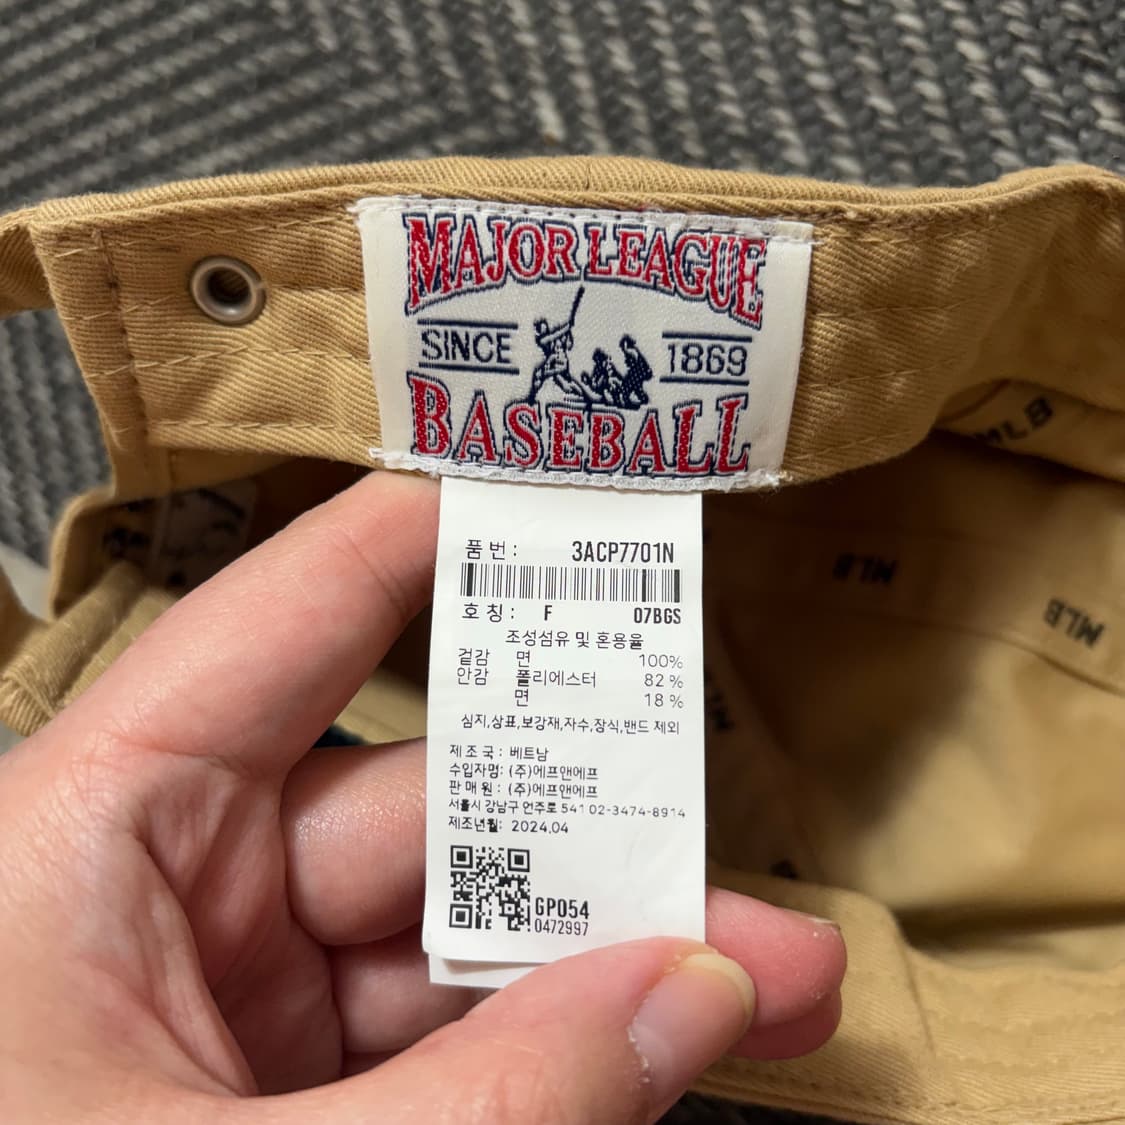 MAJOR LEAGUE
SINCE 1869
BASEBALL
품 번 : 3ACP7701N
호 칭 : F 07BGS
조성섬유 및 혼용율
겉감 면 100%
안감 폴리에스터 82 %
면 18 %
심지,상표,보강재,자수,장식,밴드 제외
제 조 국 : 베트남
수입자명: (주)에프앤에프
판 매 원 : (주)에프앤에프
서울시 강남구 언주로 541 02-3474-8914
제조년월: 2024.04
GP054
0472997
MLB
MLB
MLB
MLB